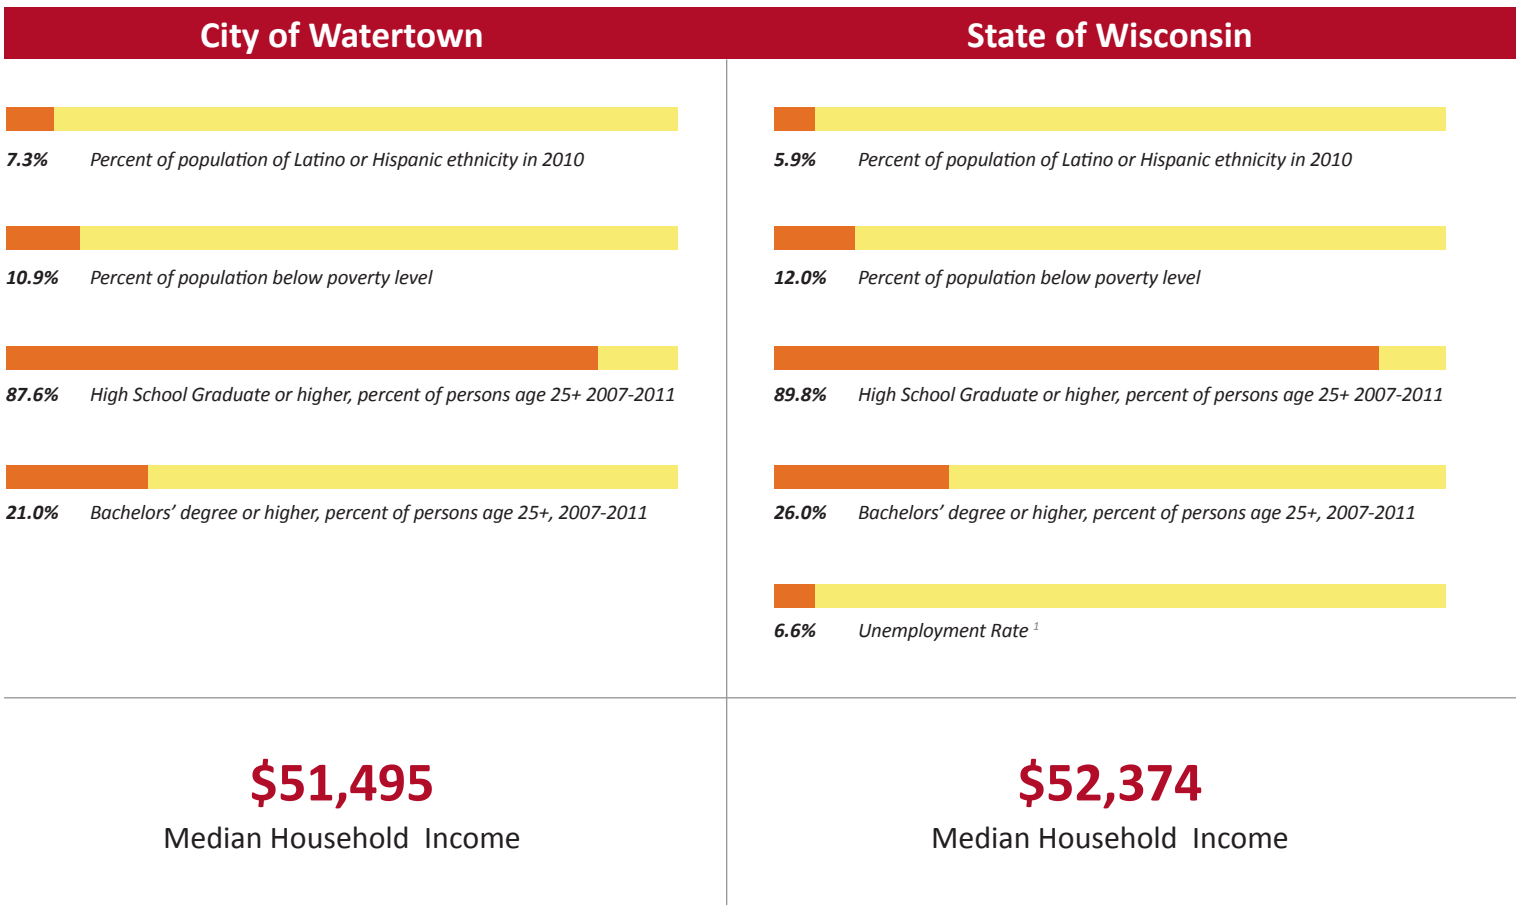 City of Watertown
7.3% Percent of population of Latino or Hispanic ethnicity in 2010
10.9% Percent of population below poverty level
87.6% High School Graduate or higher, percent of persons age 25+ 2007-2011
21.0% Bachelors’ degree or higher, percent of persons age 25+, 2007-2011
$51,495
Median Household Income
State of Wisconsin
5.9% Percent of population of Latino or Hispanic ethnicity in 2010
12.0% Percent of population below poverty level
89.8% High School Graduate or higher, percent of persons age 25+ 2007-2011
26.0% Bachelors’ degree or higher, percent of persons age 25+, 2007-2011
6.6% Unemployment Rate 1
$52,374
Median Household Income